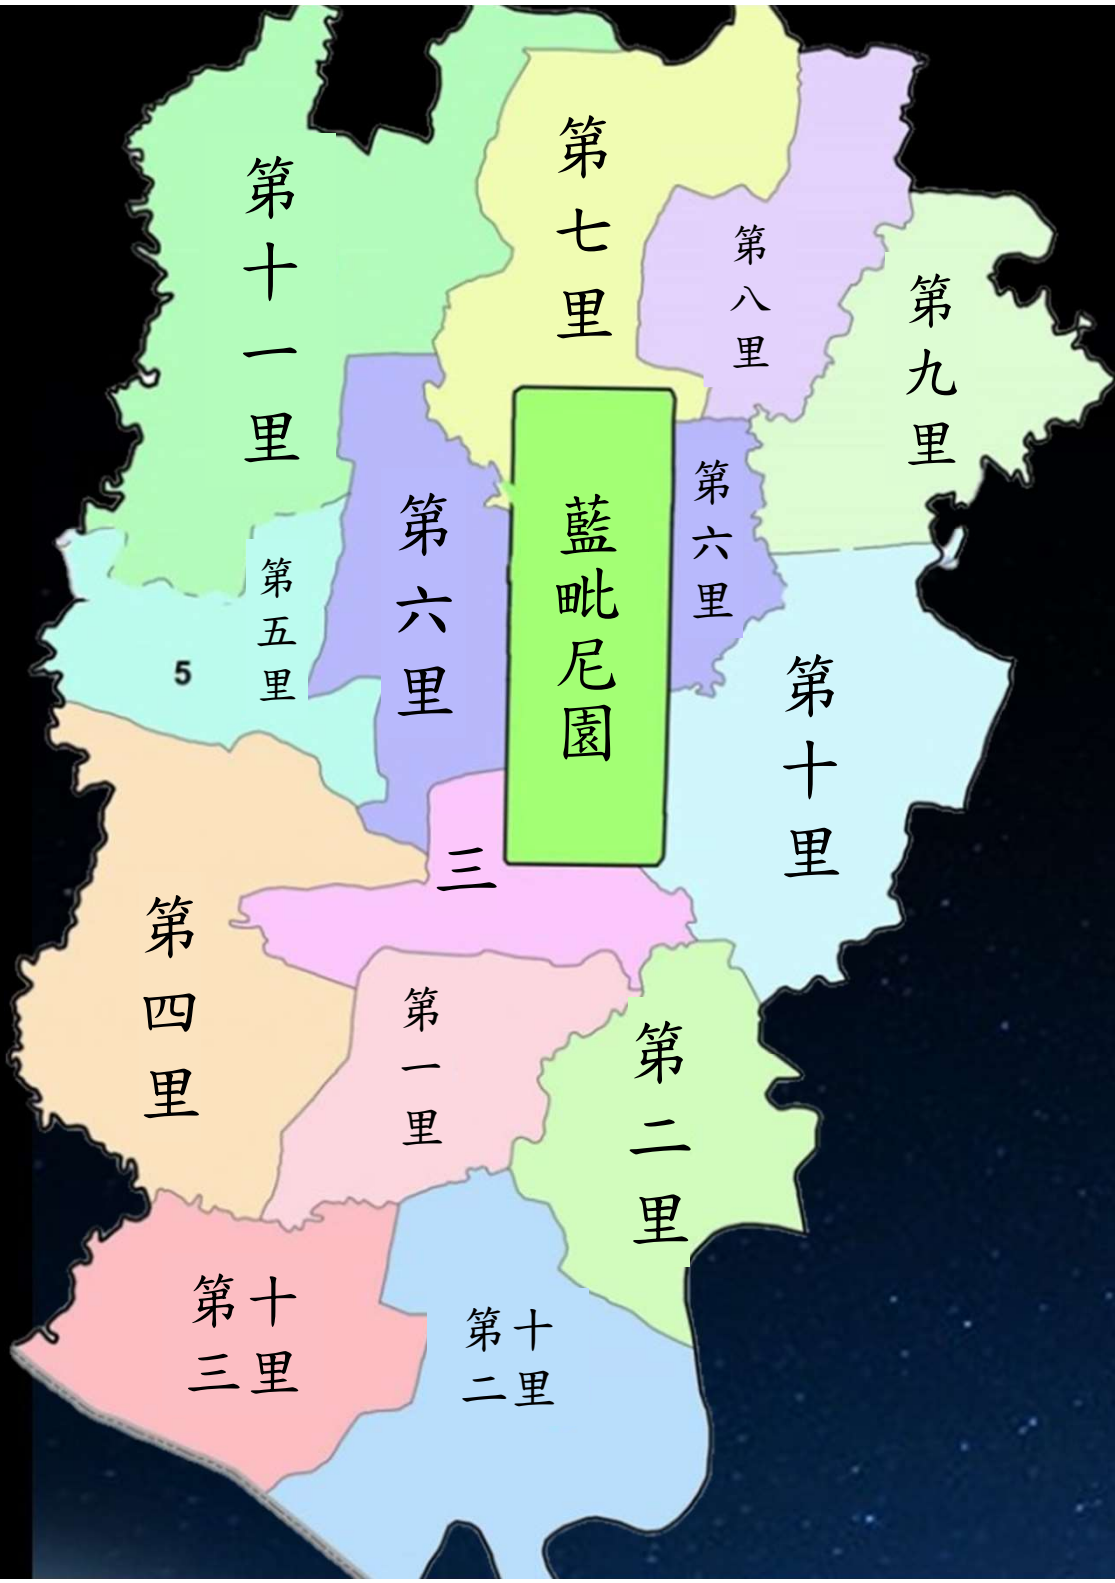 第七里
第十一里
第八里
第九里
第六里
第六里
藍毗尼園
第五里
5
第十里
三
第四里
第一里
第二里
第十
三里
第十
二里